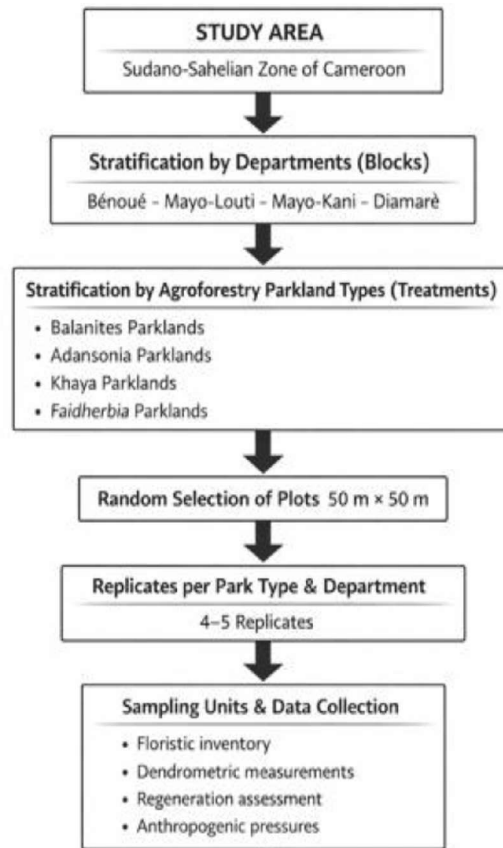 STUDY AREA
Sudano-Sahelian Zone of Cameroon
Stratification by Departments (Blocks)
Bénoué - Mayo-Louti - Mayo-Kani - Diamarè
Stratification by Agroforestry Parkland Types (Treatments)
• Balanites Parklands
• Adansonia Parklands
• Khaya Parklands
• Faidherbia Parklands
Random Selection of Plots 50 m × 50 m
Replicates per Park Type & Department
4–5 Replicates
Sampling Units & Data Collection
• Floristic inventory
• Dendrometric measurements
• Regeneration assessment
• Anthropogenic pressures